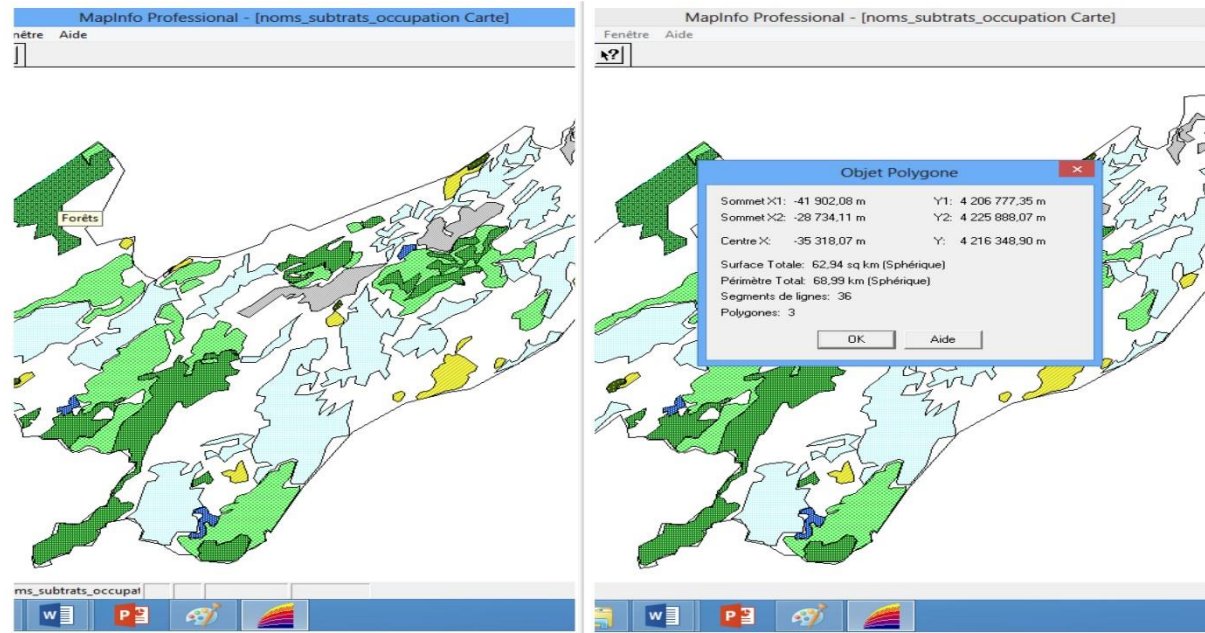 MapInfo Professional - [noms_subtrats_occupation Carte]
nêtre Aide
Forêts
ms_subtrats_occupat
MapInfo Professional - [noms_subtrats_occupation Carte]
Fenêtre Aide
Objet Polygone
Sommet X1: -41 902,08 m Y1: 4 206 777,35 m
Sommet X2: -28 734,11 m Y2: 4 225 888,07 m
Centre X: -35 318,07 m Y: 4 216 348,90 m
Surface Totale: 62,94 sq km (Sphérique)
Périmètre Total: 68,99 km (Sphérique)
Segments de lignes: 36
Polygones: 3
OK Aide